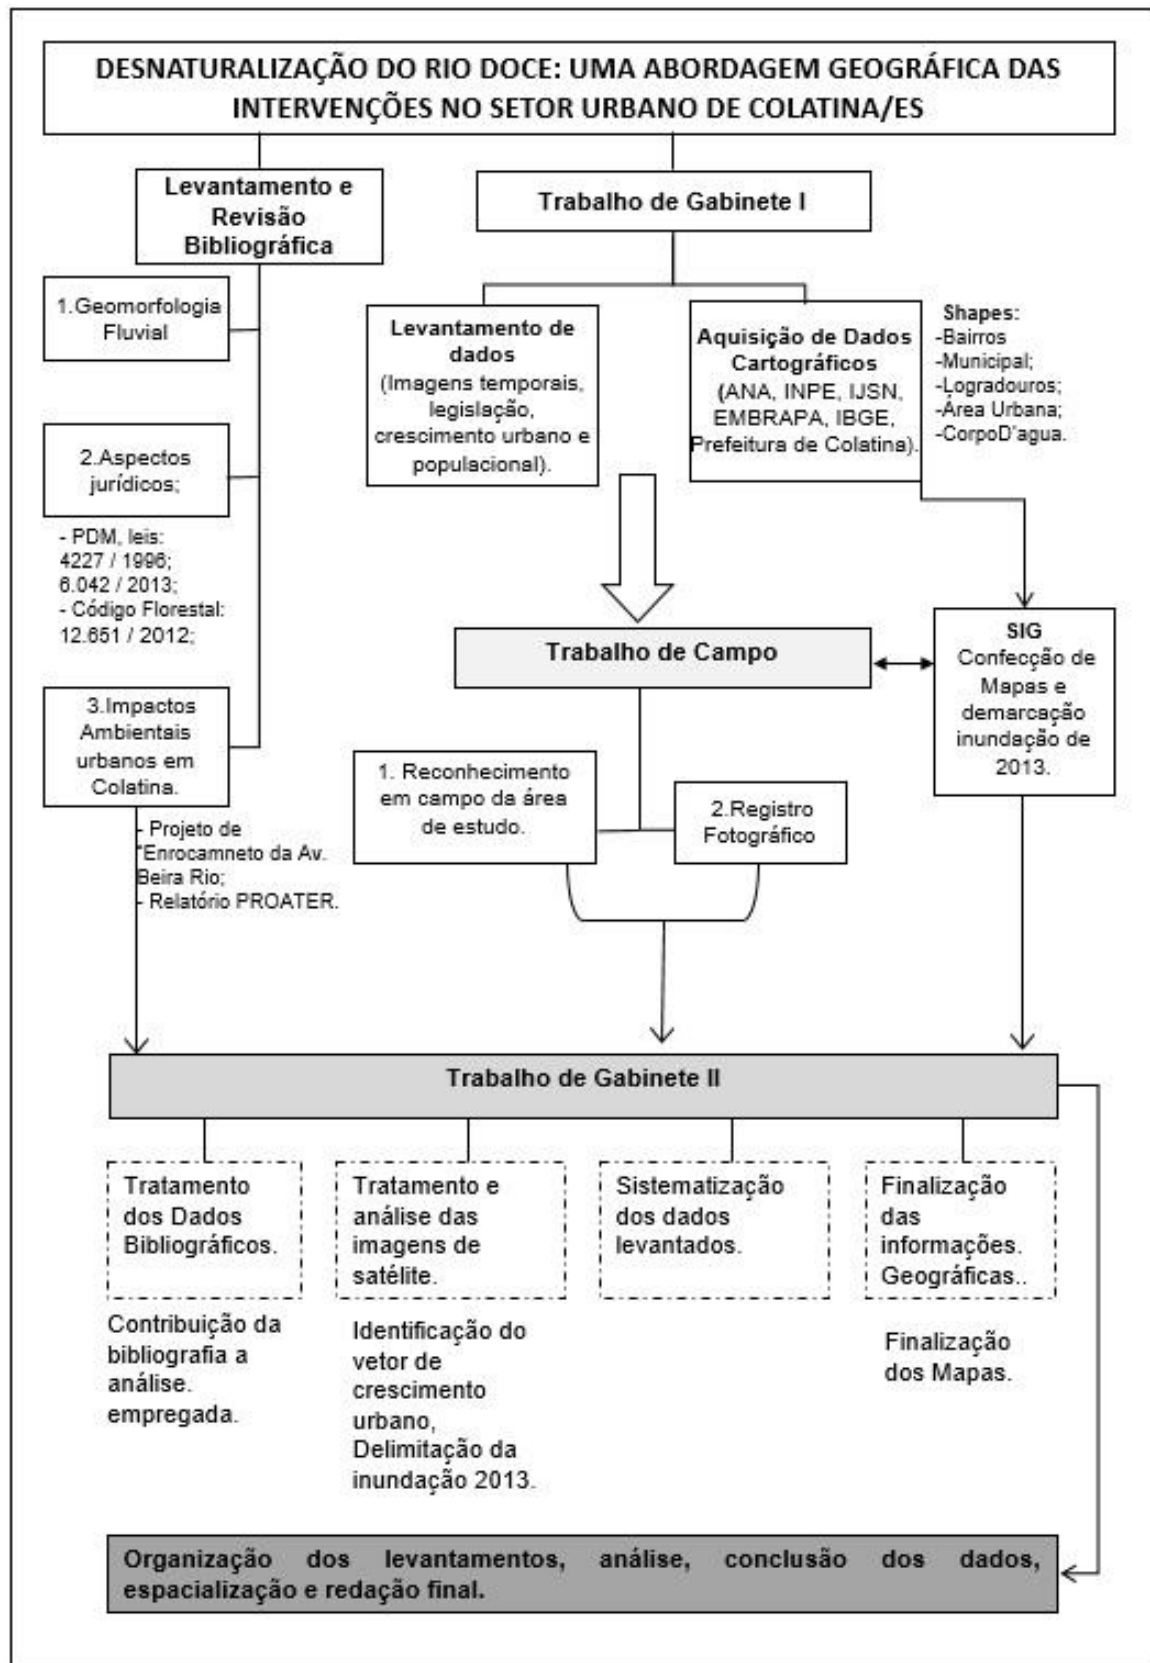 DESNATURALIZAÇÃO DO RIO DOCE: UMA ABORDAGEM GEOGRÁFICA DAS
INTERVENÇÕES NO SETOR URBANO DE COLATINA/ES
Levantamento e
Revisão
Bibliográfica
1.Geomorfologia
Fluvial
2.Aspectos
jurídicos;
- PDM, leis:
4227 / 1996;
6.042 / 2013;
- Código Florestal:
12.651 / 2012;
3.Impactos
Ambientais
urbanos em
Colatina.
- Projeto de
"Enrocamneto da Av.
Beira Rio;
- Relatório PROATER.
Trabalho de Gabinete I
Levantamento de
dados
(Imagens temporais,
legislação,
crescimento urbano e
populacional).
Aquisição de Dados
Cartográficos
(ANA, INPE, IJSN,
EMBRAPA, IBGE,
Prefeitura de Colatina).
Shapes:
-Bairros
-Municipal;
-Logradouros;
-Área Urbana;
-CorpoD'agua.
Trabalho de Campo
SIG
Confecção de
Mapas e
demarcação
inundação de
2013.
1. Reconhecimento
em campo da área
de estudo.
2.Registro
Fotográfico
Trabalho de Gabinete II
Tratamento
dos Dados
Bibliográficos.
Contribuição da
bibliografia a
análise.
empregada.
Tratamento e
análise das
imagens de
satélite.
Identificação do
vetor de
crescimento
urbano,
Delimitação da
inundação 2013.
Sistematização
dos dados
levantados.
Finalização
das
informações.
Geográficas..
Finalização
dos Mapas.
Organização dos levantamentos, análise, conclusão dos dados,
espacialização e redação final.